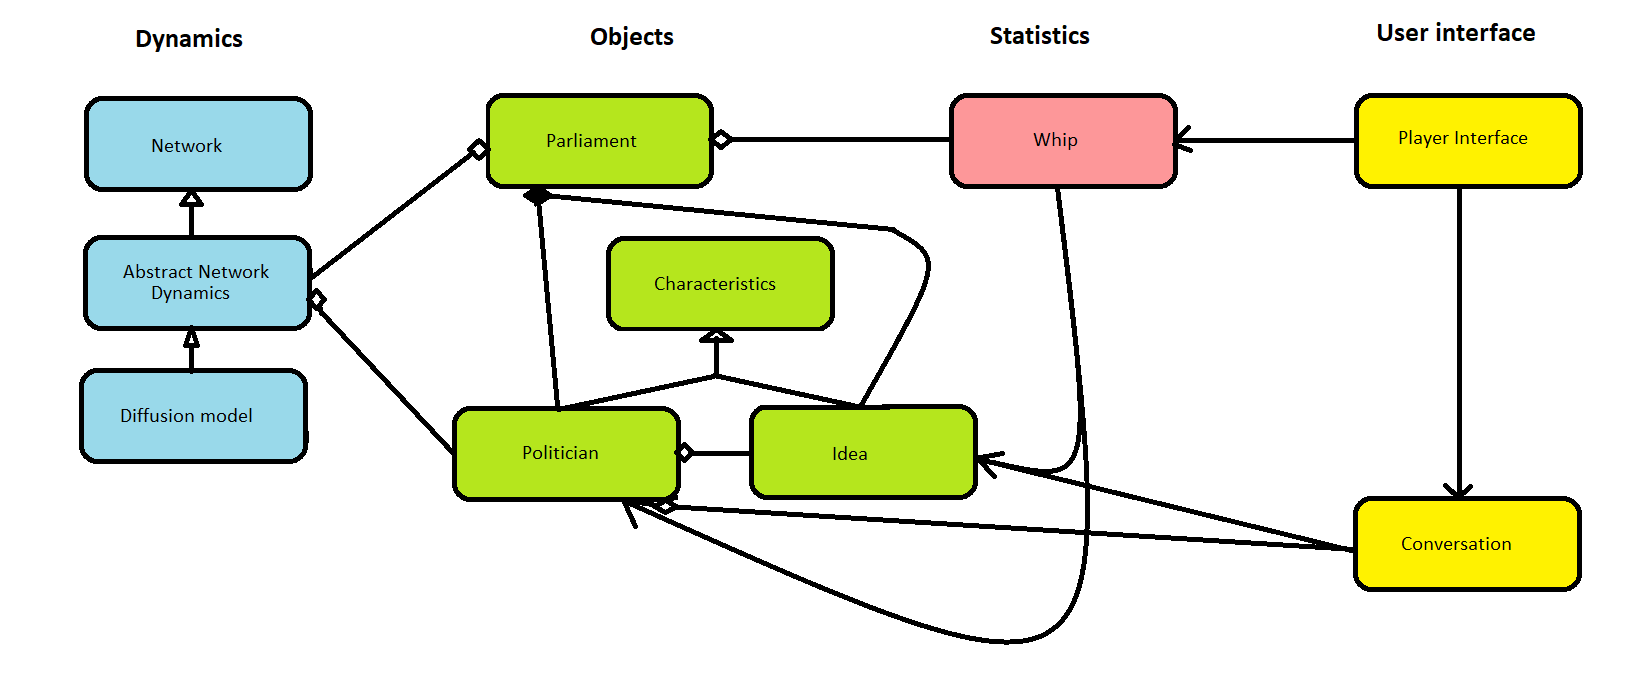 Dynamics
Objects
Statistics
User interface
Network
Parliament
Whip
Player Interface
Abstract Network
Dynamics
Characteristics
Diffusion model
Politician
Idea
Conversation